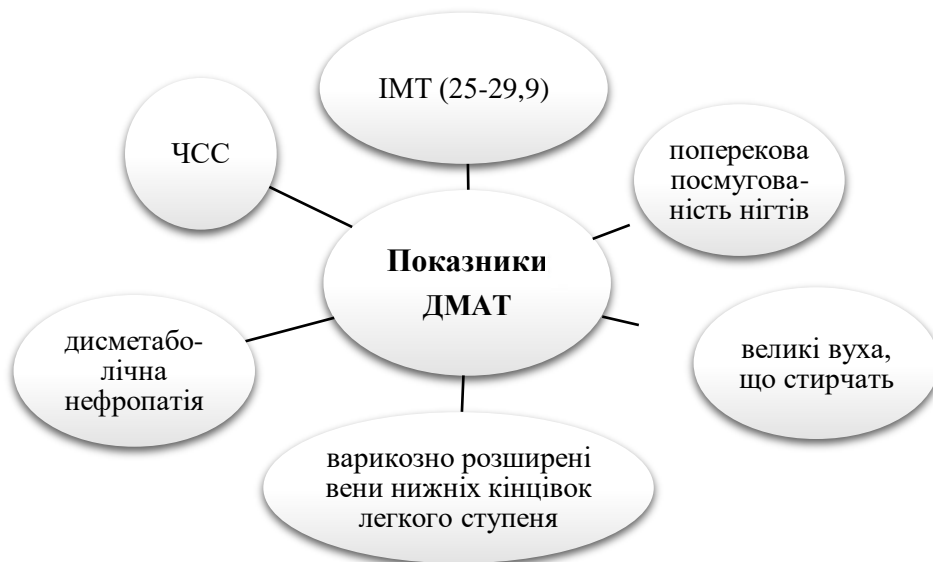 ІМТ (25-29,9)
ЧСС
поперекова
посмугова-
ність нігтів
Показники
ДМАТ
дисметабо-
лічна
нефропатія
великі вуха,
що стирчать
варикозно розширені
вени нижніх кінцівок
легкого ступеня